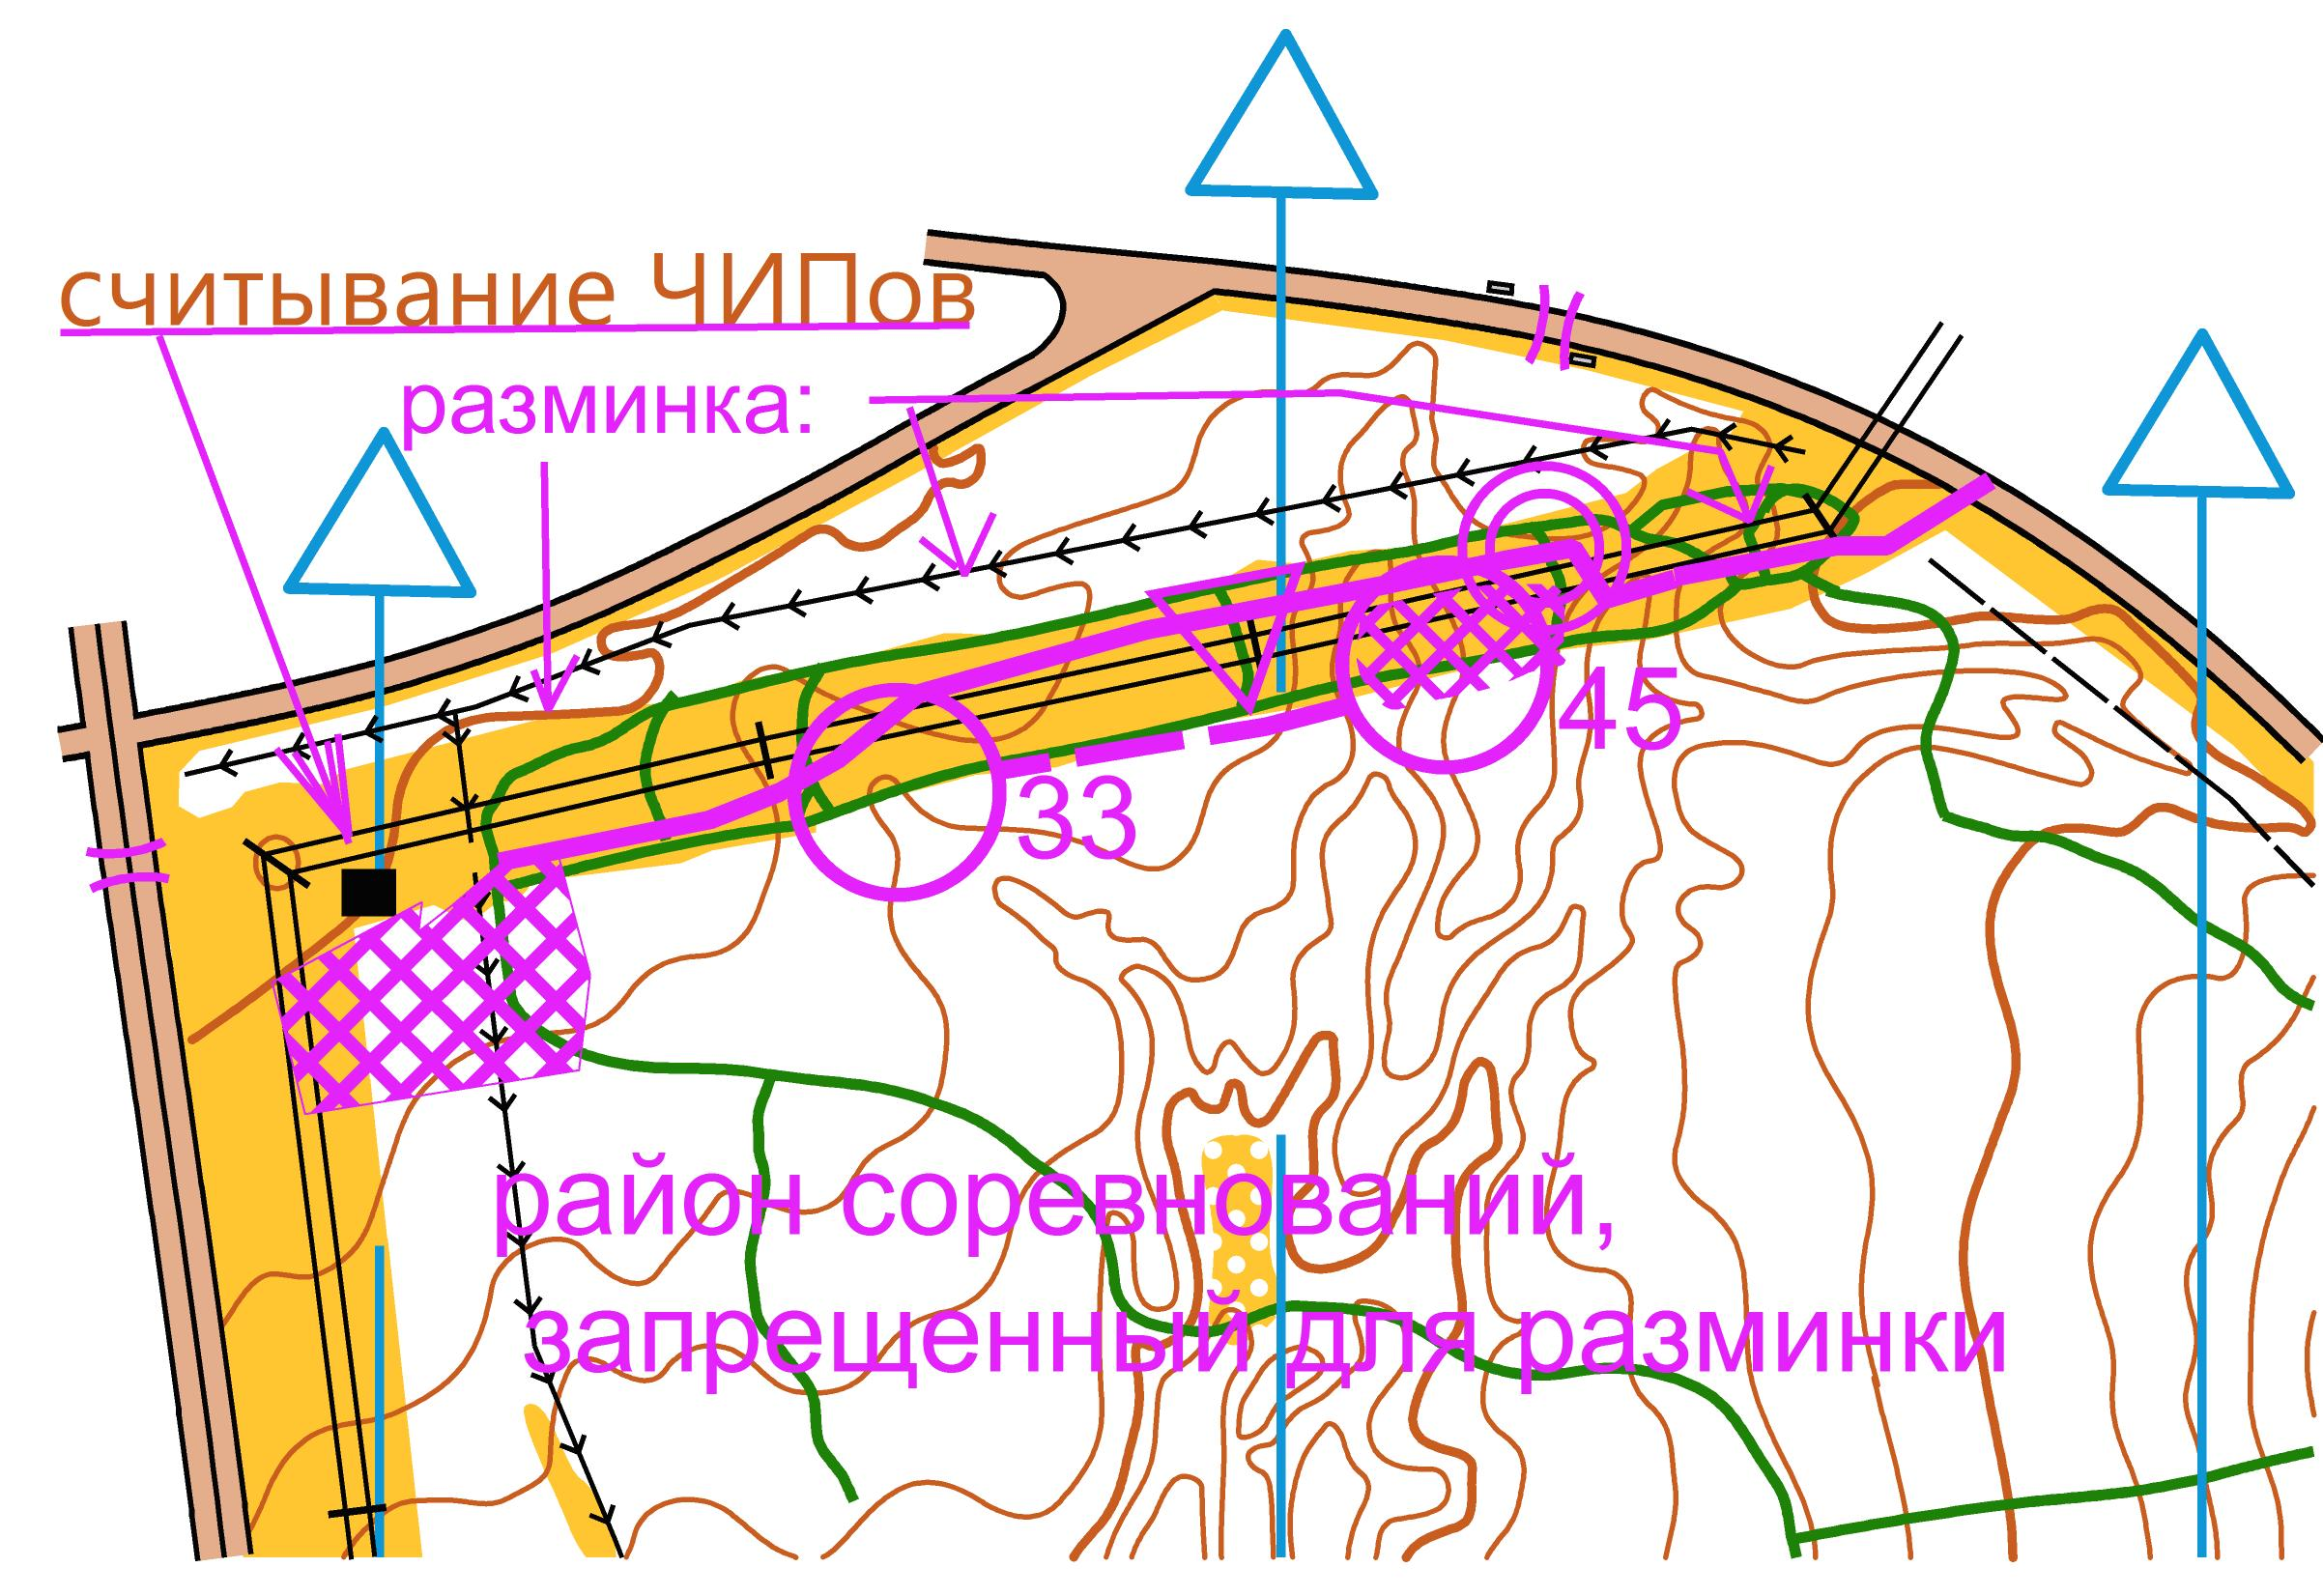 считывание ЧИПов
разминка:
45
33
район соревнований,
запрещенный для разминки